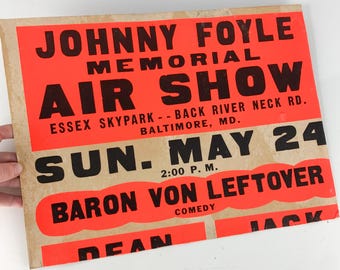 JOHNNY FOYLE
MEMORIAL
AIR SHOW
ESSEX SKYPARK -- BACK RIVER NECK RD.
BALTIMORE, MD.
SUN. MAY 24
2:00 P. M.
BARON VON LEFTOVER
COMEDY
DEAN JACK